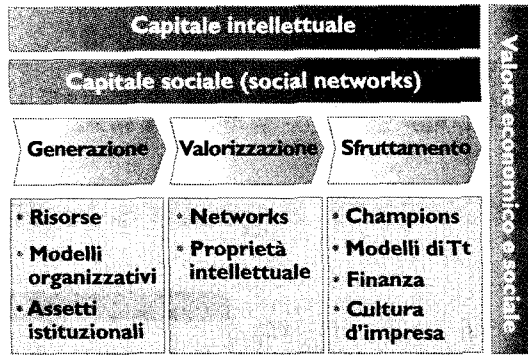 Capitale intellettuale
Capitale sociale (social networks)
Generazione
Valorizzazione
Sfruttamento
• Risorse
• Modelli
organizzativi
• Assetti
istituzionali
• Networks
• Proprietà
intellettuale
• Champions
• Modelli di Tt
• Finanza
• Cultura
d'impresa
Valore economico e sociale